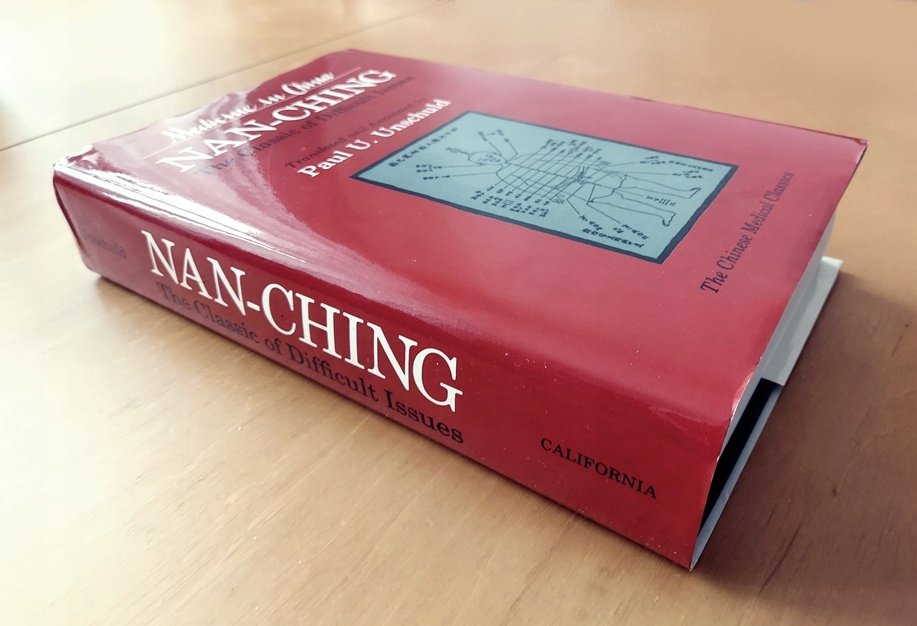 Medicine in China
NAN-CHING
The Classic of Difficult Issues
Translated and Annotated by
Paul U. Unschuld
The Chinese Medical Classics
Unschuld
NAN-CHING
The Classic of Difficult Issues
CALIFORNIA